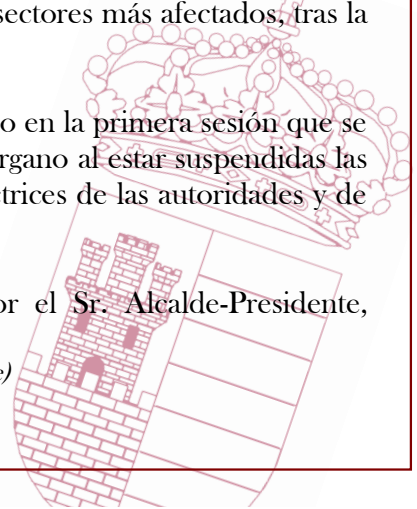 sectores más afectados, tras la
o en la primera sesión que se
rgano al estar suspendidas las
ctrices de las autoridades y de
or el Sr. Alcalde-Presidente,
e)